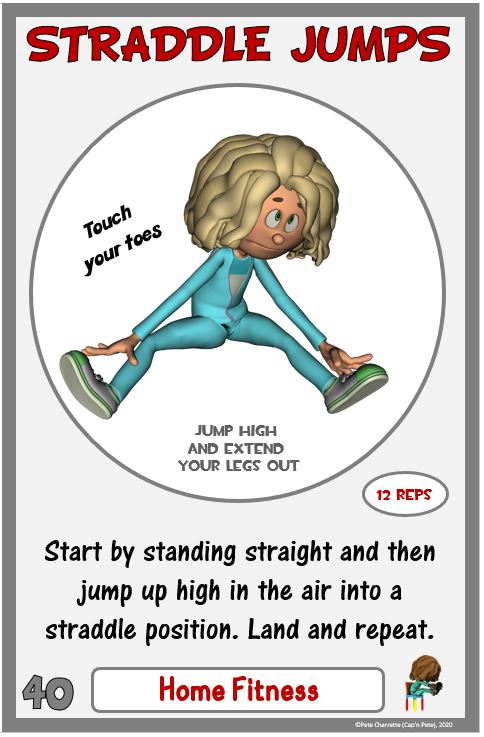 STRADDLE JUMPS
Touch
your toes
JUMP HIGH
AND EXTEND
YOUR LEGS OUT
12 REPS
Start by standing straight and then
jump up high in the air into a
straddle position. Land and repeat.
40
Home Fitness
©Pete Charrette (Cap'n Pete), 2020